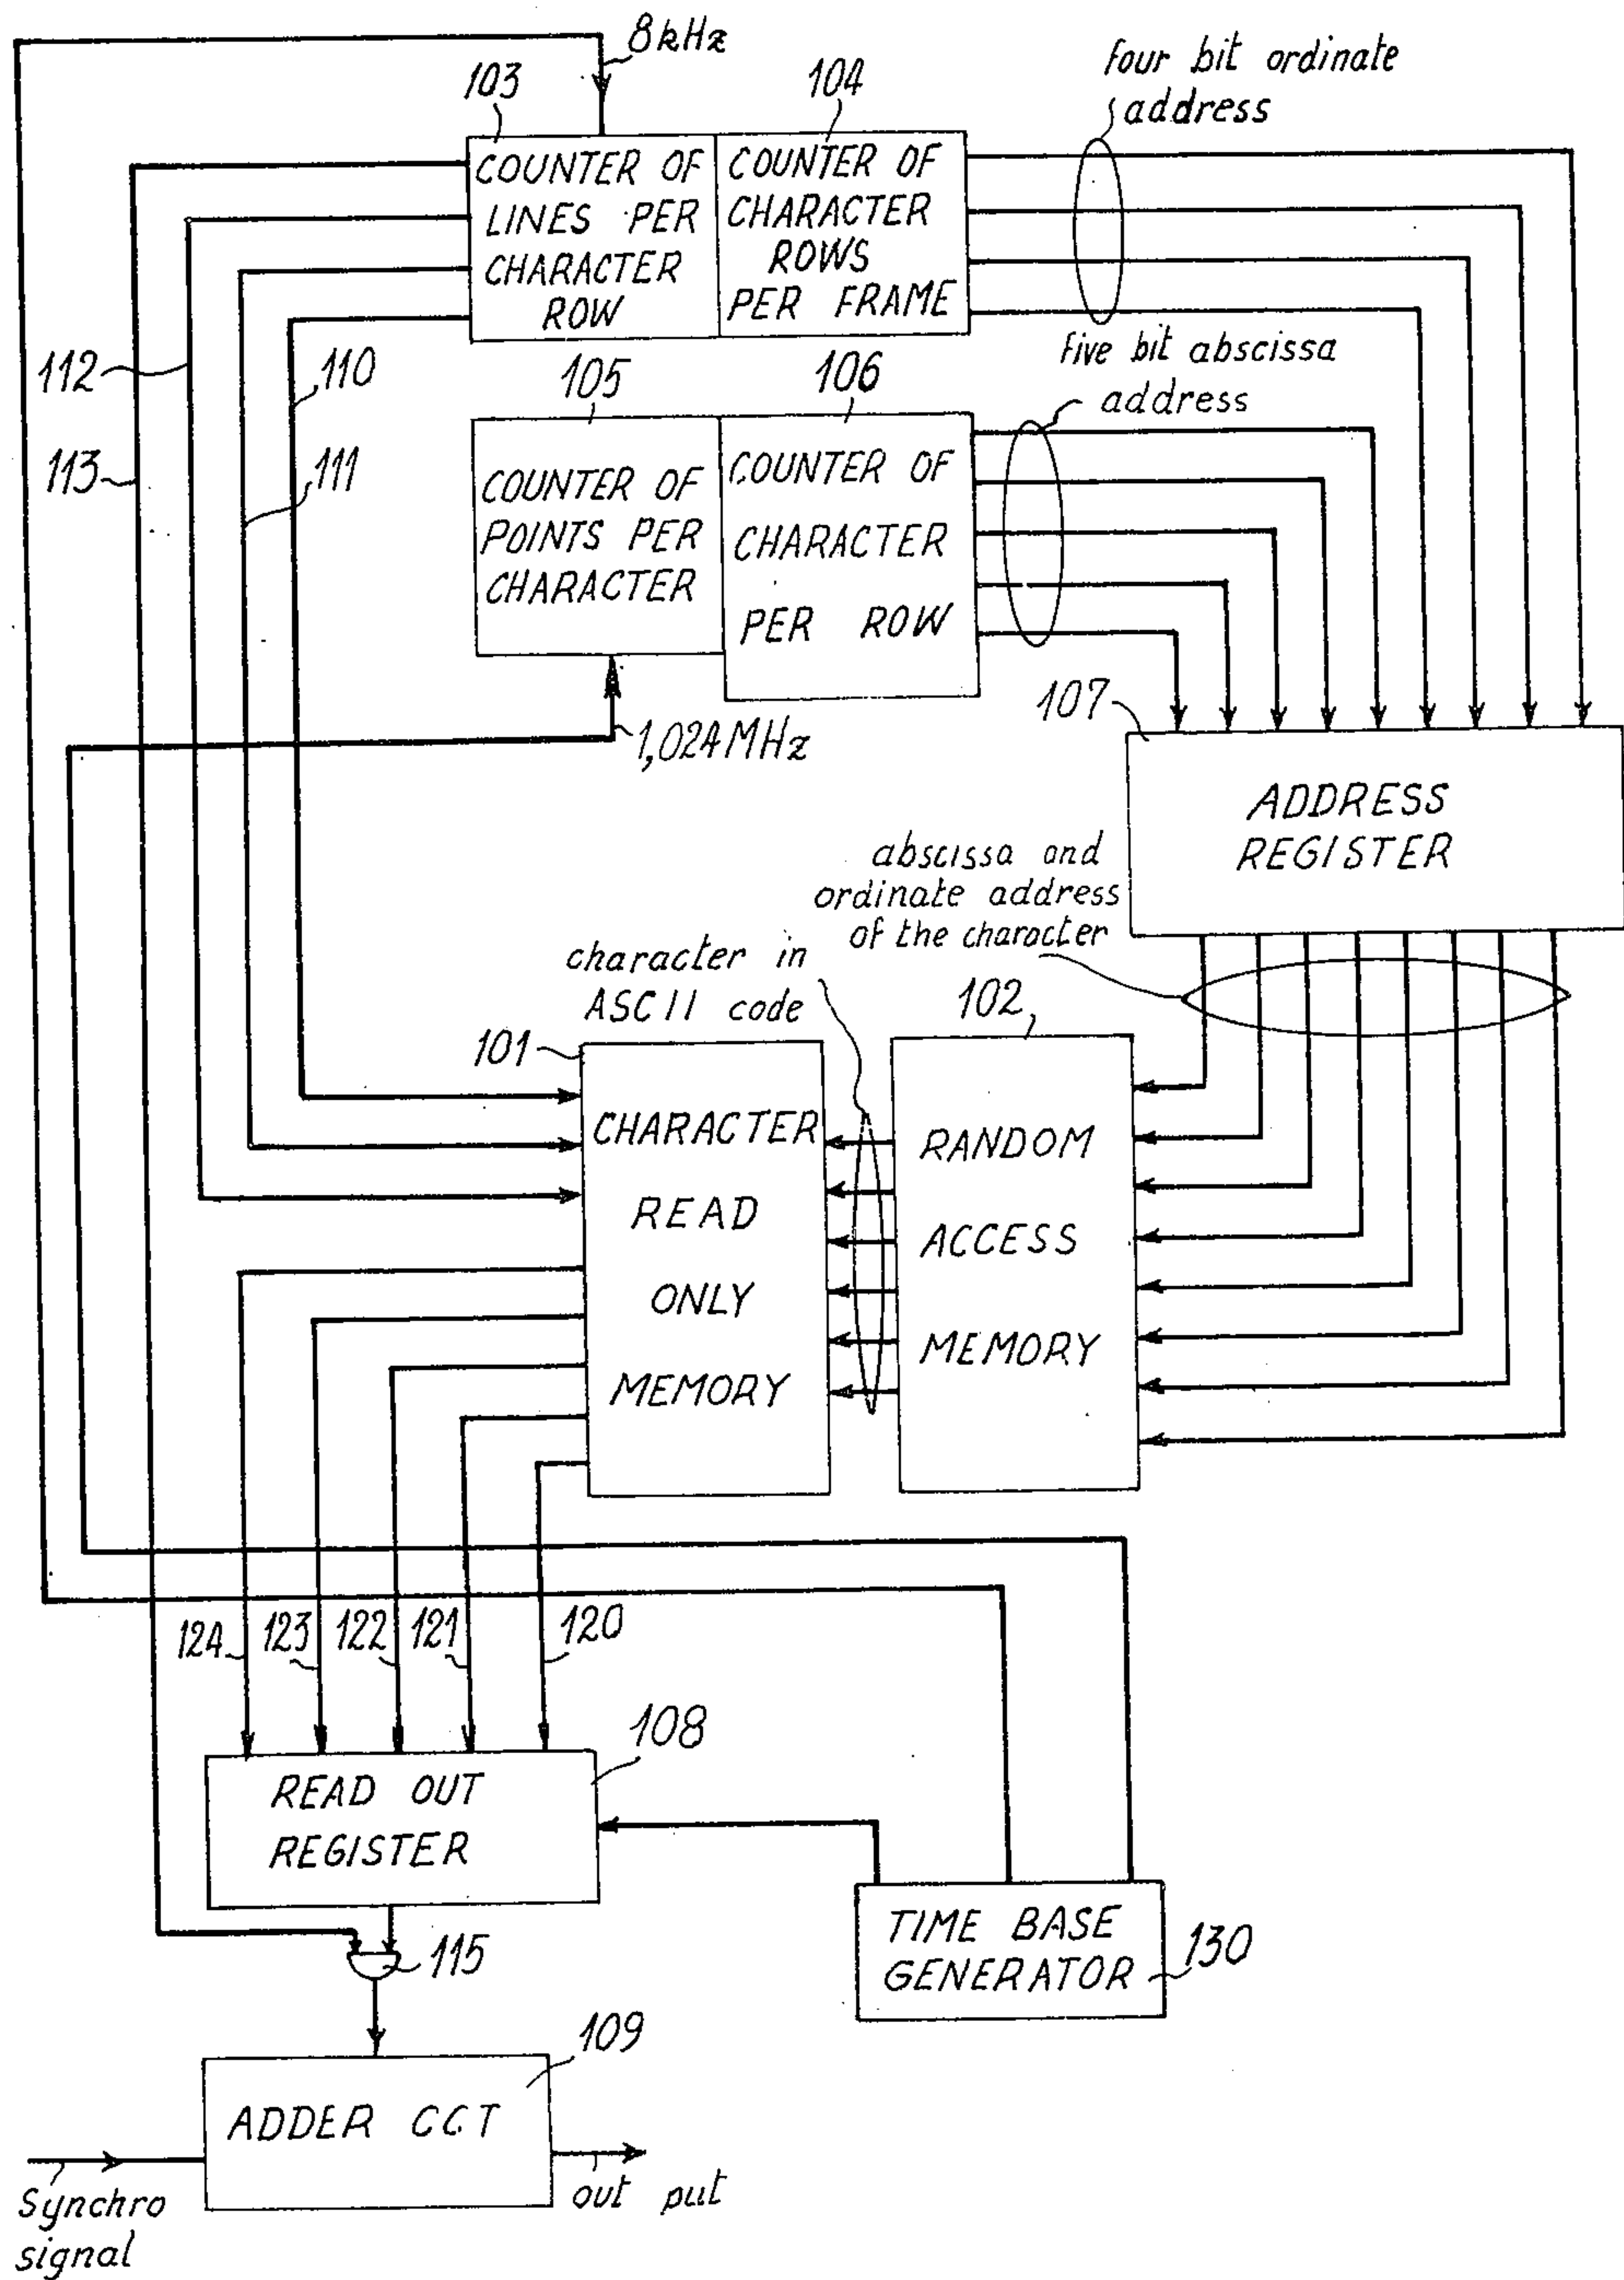 8kHz
103
104
four bit ordinate
address
COUNTER OF
LINES PER
CHARACTER
ROW
COUNTER OF
CHARACTER
ROWS
PER FRAME
112
110
113
111
105
106
five bit abscissa
address
COUNTER OF
POINTS PER
CHARACTER
COUNTER OF
CHARACTER
PER ROW
1,024MHz
107
ADDRESS
REGISTER
abscissa and
ordinate address
of the character
character in
ASCII code
101
102
CHARACTER
READ
ONLY
MEMORY
RANDOM
ACCESS
MEMORY
124
123
122
121
120
108
READ OUT
REGISTER
115
TIME BASE
GENERATOR
130
109
ADDER CCT
Synchro
signal
out put